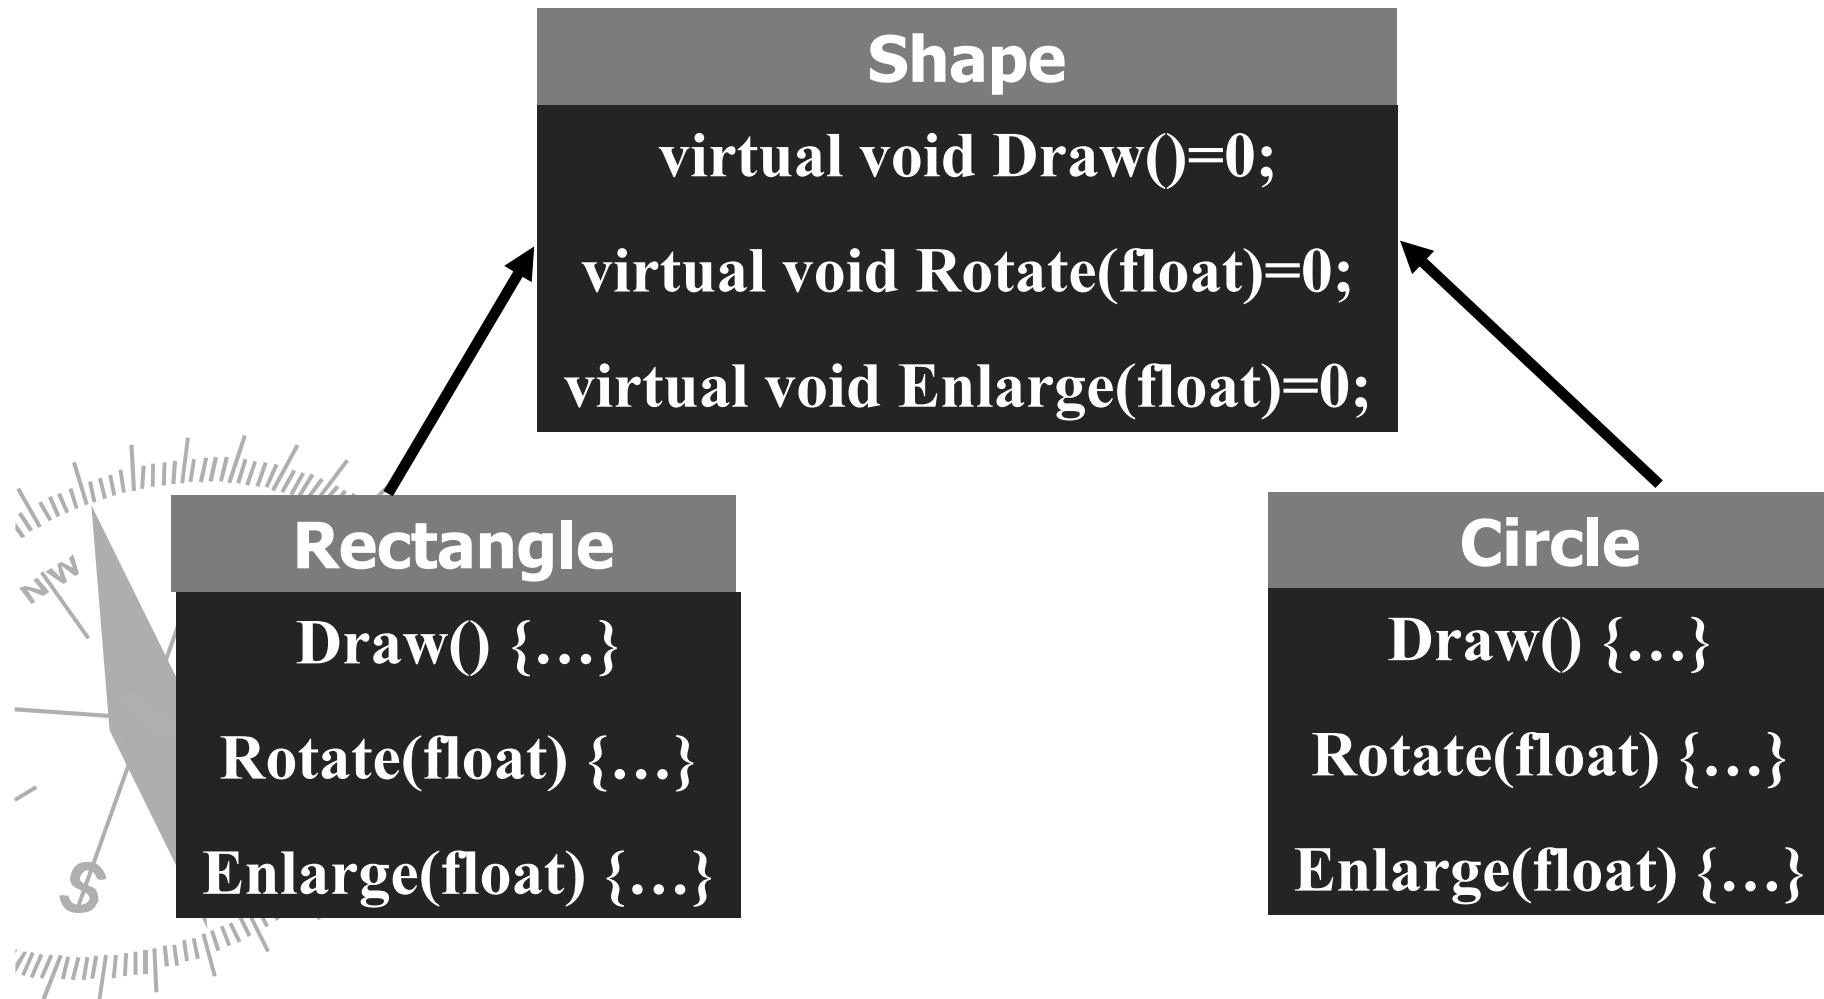 Shape
virtual void Draw()=0;
virtual void Rotate(float)=0;
virtual void Enlarge(float)=0;
Rectangle
Draw() {…}
Rotate(float) {…}
Enlarge(float) {…}
Circle
Draw() {…}
Rotate(float) {…}
Enlarge(float) {…}
NW
S